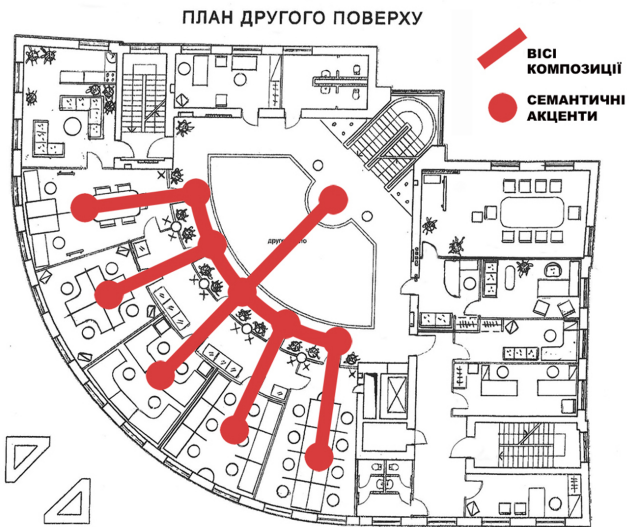 ПЛАН ДРУГОГО ПОВЕРХУ
ВІСІ
КОМПОЗИЦІЇ
СЕМАНТИЧНІ
АКЦЕНТИ